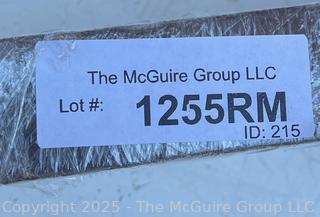 The McGuire Group LLC
Lot #: 1255RM
ID: 215
Copyright 2025 - The McGuire Group LLC